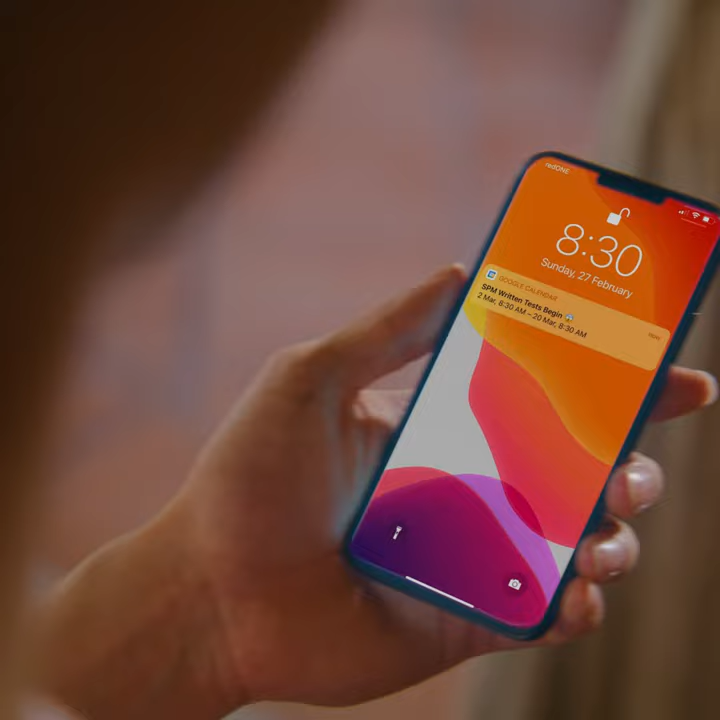 redONE
8:30
Sunday, 27 February
GOOGLE CALENDAR
now
SPM Written Tests Begin
2 Mar, 8:30 AM – 20 Mar, 8:30 AM